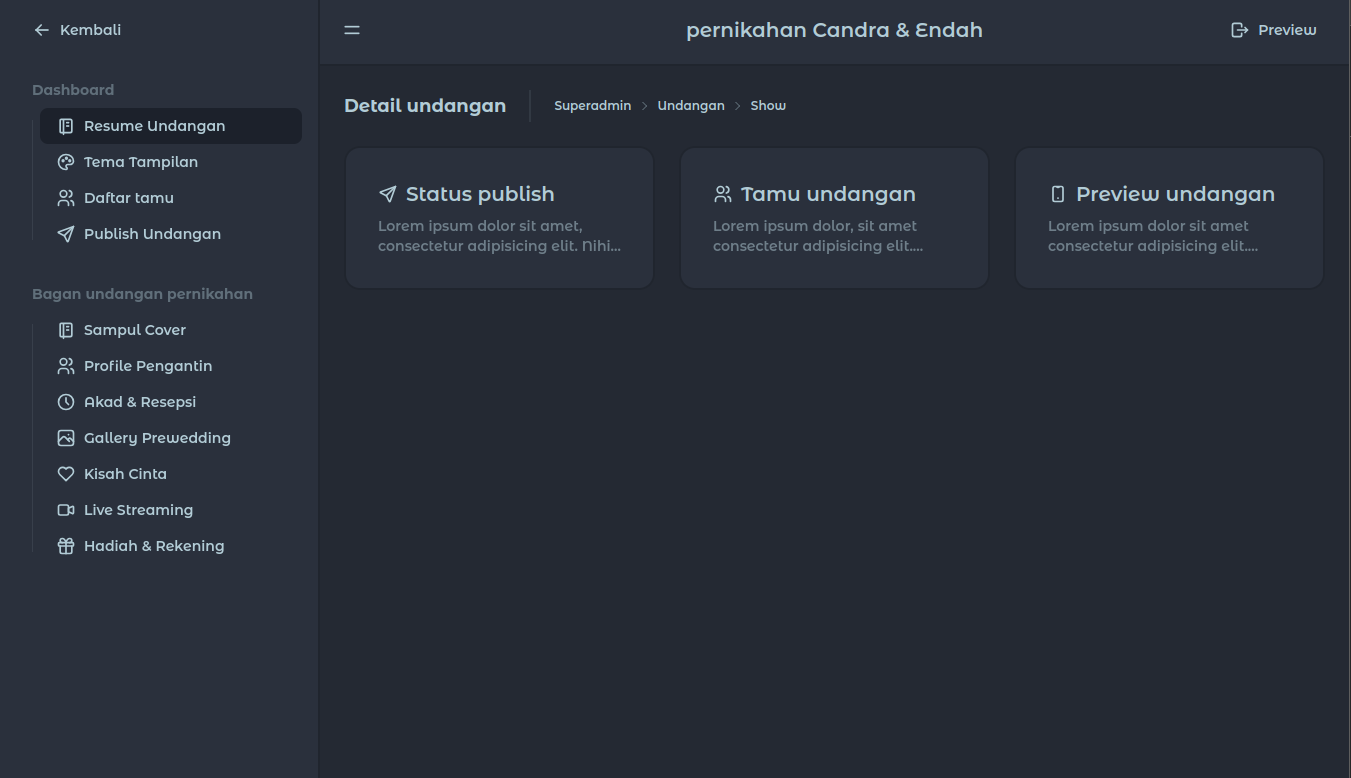 Kembali
pernikahan Candra & Endah
Preview
Dashboard
Resume Undangan
Tema Tampilan
Daftar tamu
Publish Undangan
Bagan undangan pernikahan
Sampul Cover
Profile Pengantin
Akad & Resepsi
Gallery Prewedding
Kisah Cinta
Live Streaming
Hadiah & Rekening
Detail undangan
Superadmin > Undangan > Show
Status publish
Lorem ipsum dolor sit amet,
consectetur adipisicing elit. Nihi...
Tamu undangan
Lorem ipsum dolor, sit amet
consectetur adipisicing elit....
Preview undangan
Lorem ipsum dolor sit amet
consectetur adipisicing elit....